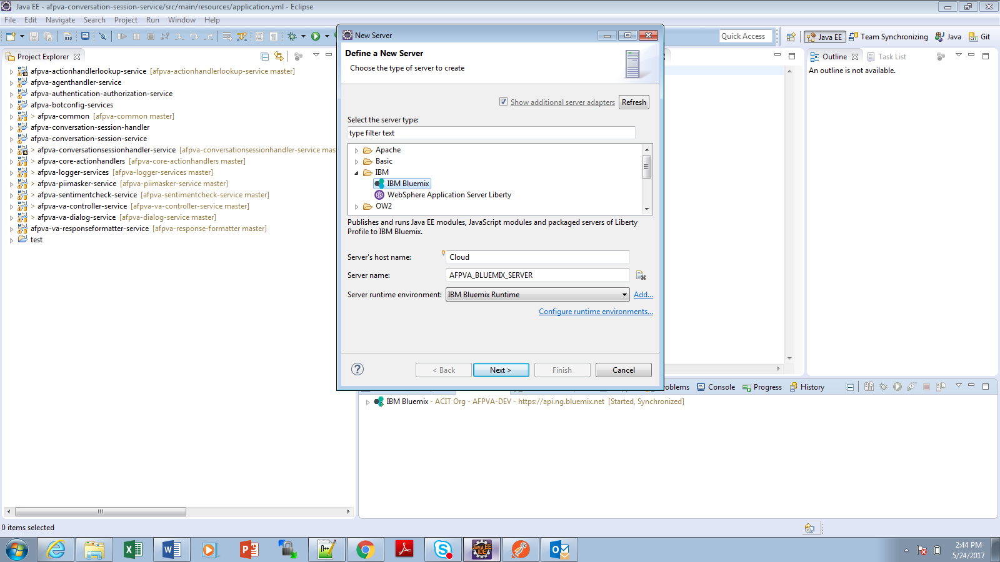 Java EE - afpva-conversation-session-service/src/main/resources/application.yml - Eclipse
File Edit Navigate Search Project Run Window Help
Quick Access
Java EE
Team Synchronizing
Java
Git
Project Explorer
afpva-actionhandlerlookup-service [afpva-actionhandlerlookup-service master]
afpva-agenthandler-service
afpva-authentication-authorization-service
afpva-botconfig-services
> afpva-common [afpva-common master]
afpva-conversation-session-handler
afpva-conversation-session-service
> afpva-conversationsessionhandler-service [afpva-conversationsessionhandler-service mas
> afpva-core-actionhandlers [afpva-core-actionhandlers master]
> afpva-logger-services [afpva-logger-services master]
> afpva-piimasker-service [afpva-piimasker-service master]
> afpva-sentimentcheck-service [afpva-sentimentcheck-service master]
> afpva-va-controller-service [afpva-va-controller-service master]
> afpva-va-dialog-service [afpva-dialog-service master]
afpva-va-responseformatter-service [afpva-response-formatter master]
test
New Server
Define a New Server
Choose the type of server to create
Show additional server adapters
Refresh
Select the server type:
type filter text
Apache
Basic
IBM
IBM Bluemix
WebSphere Application Server Liberty
OW2
Publishes and runs Java EE modules, JavaScript modules and packaged servers of Liberty
Profile to IBM Bluemix.
Server's host name: Cloud
Server name: AFPVA_BLUEMIX_SERVER
Server runtime environment: IBM Bluemix Runtime Add...
Configure runtime environments...
< Back Next > Finish Cancel
Outline
Task List
An outline is not available.
oblems Console Progress History
IBM Bluemix - ACIT Org - AFPVA-DEV - https://api.ng.bluemix.net [Started, Synchronized]
0 items selected
Java EE
IDE
2:44 PM
5/24/2017